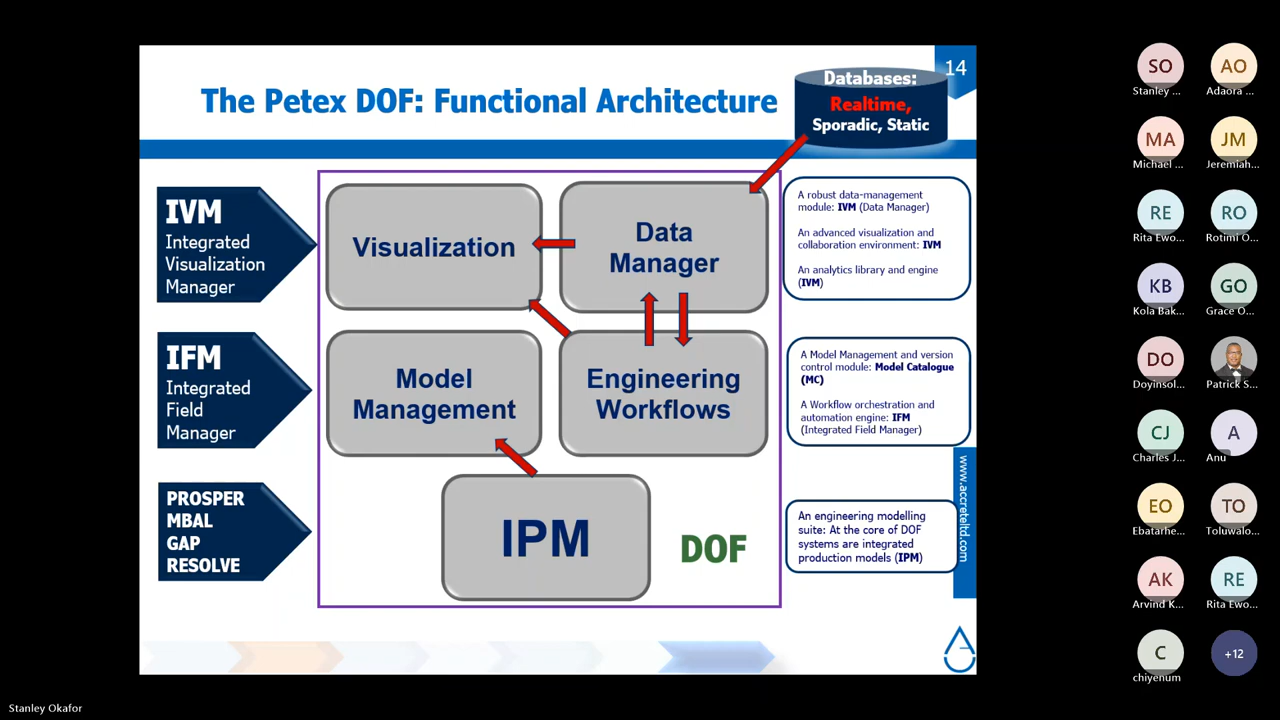 The Petex DOF: Functional Architecture
Databases:
Realtime,
Sporadic, Static
14
IVM
Integrated
Visualization
Manager
Visualization
Data
Manager
A robust data-management
module: IVM (Data Manager)
An advanced visualization and
collaboration environment: IVM
An analytics library and engine
(IVM)
IFM
Integrated
Field
Manager
Model
Management
Engineering
Workflows
A Model Management and version
control module: Model Catalogue
(MC)
A Workflow orchestration and
automation engine: IFM
(Integrated Field Manager)
PROSPER
MBAL
GAP
RESOLVE
IPM
DOF
An engineering modelling
suite: At the core of DOF
systems are integrated
production models (IPM)
www.accreteltd.com
SO
Stanley ...
AO
Adaora ...
MA
Michael ...
JM
Jeremiah...
RE
Rita Ewo...
RO
Rotimi O...
KB
Kola Bak...
GO
Grace O...
DO
Doyinsol...
Patrick S...
CJ
Charles J...
A
Anu
EO
Ebatarhe...
TO
Toluwalo...
AK
Arvind K...
RE
Rita Ewo...
C
chiyenum
+12
Stanley Okafor